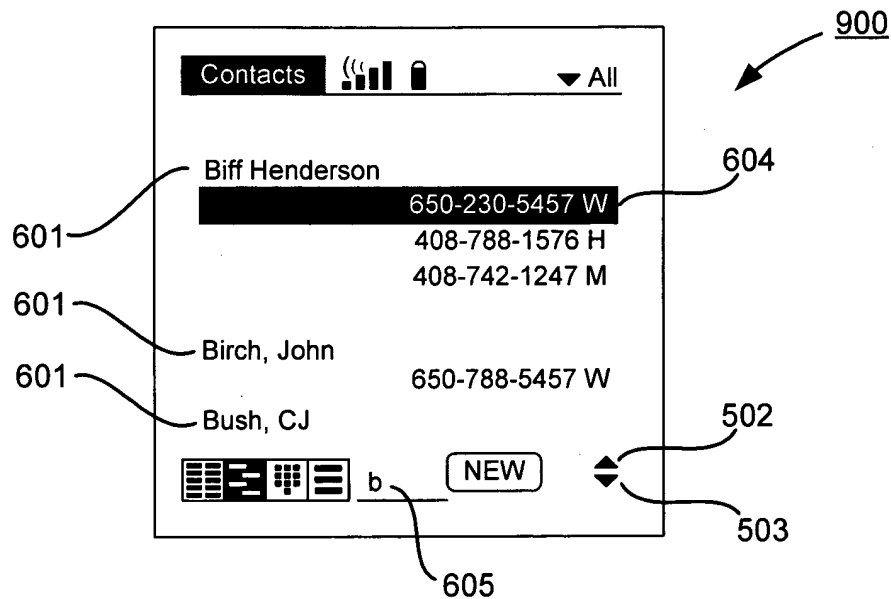 900
Contacts
All
Biff Henderson
604
650-230-5457 W
601
408-788-1576 H
408-742-1247 M
601
Birch, John
601
650-788-5457 W
Bush, CJ
502
b
NEW
503
605